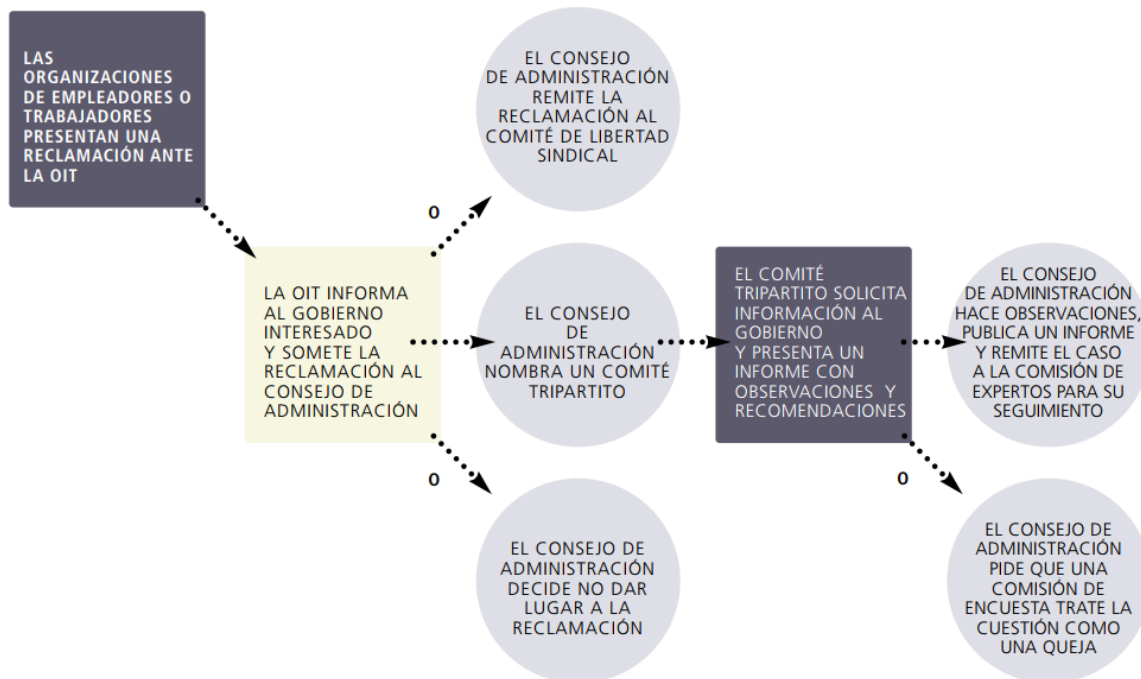 LAS
ORGANIZACIONES
DE EMPLEADORES O
TRABAJADORES
PRESENTAN UNA
RECLAMACIÓN ANTE
LA OIT
EL CONSEJO
DE ADMINISTRACIÓN
REMITE LA
RECLAMACIÓN AL
COMITÉ DE LIBERTAD
SINDICAL
O
LA OIT INFORMA
AL GOBIERNO
INTERESADO
Y SOMETE LA
RECLAMACIÓN AL
CONSEJO DE
ADMINISTRACIÓN
EL CONSEJO
DE
ADMINISTRACIÓN
NOMBRA UN COMITÉ
TRIPARTITO
EL COMITÉ
TRIPARTITO SOLICITA
INFORMACIÓN AL
GOBIERNO
Y PRESENTA UN
INFORME CON
OBSERVACIONES Y
RECOMENDACIONES
EL CONSEJO
DE ADMINISTRACIÓN
HACE OBSERVACIONES,
PUBLICA UN INFORME
Y REMITE EL CASO
A LA COMISIÓN DE
EXPERTOS PARA SU
SEGUIMIENTO
O
EL CONSEJO DE
ADMINISTRACIÓN
DECIDE NO DAR
LUGAR A LA
RECLAMACIÓN
O
EL CONSEJO DE
ADMINISTRACIÓN
PIDE QUE UNA
COMISIÓN DE
ENCUESTA TRATE LA
CUESTIÓN COMO
UNA QUEJA